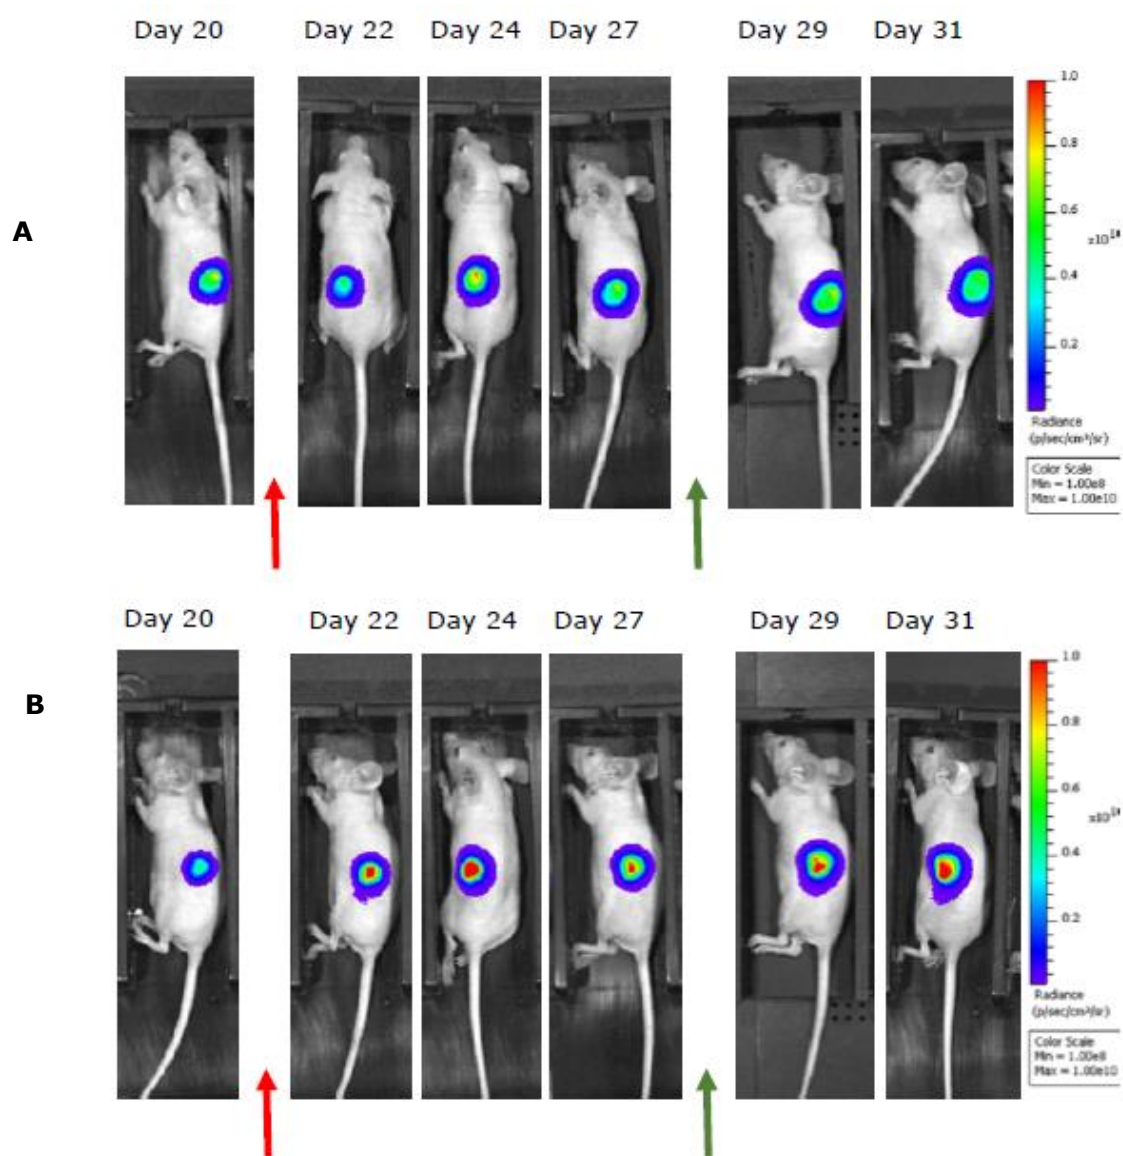 Day 20 Day 22 Day 24 Day 27 Day 29 Day 31
A
1.0
0.8
0.6
0.4
0.2
Radiance
(p/sec/cm²/sr)
Color Scale
Min = 1.00e8
Max = 1.00e10
Day 20 Day 22 Day 24 Day 27 Day 29 Day 31
B
1.0
0.8
0.6
0.4
0.2
Radiance
(p/sec/cm²/sr)
Color Scale
Min = 1.00e8
Max = 1.00e10